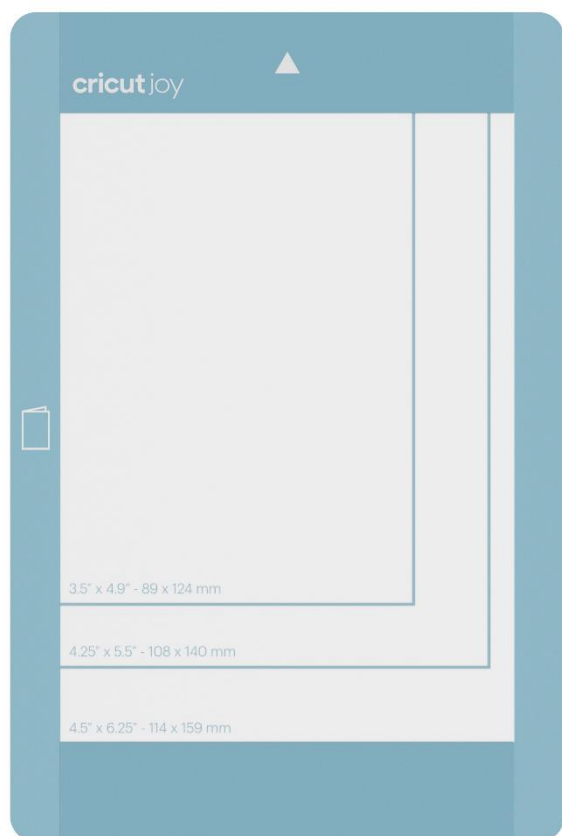 cricut joy
3.5" x 4.9" - 89 x 124 mm
4.25" x 5.5" - 108 x 140 mm
4.5" x 6.25" - 114 x 159 mm